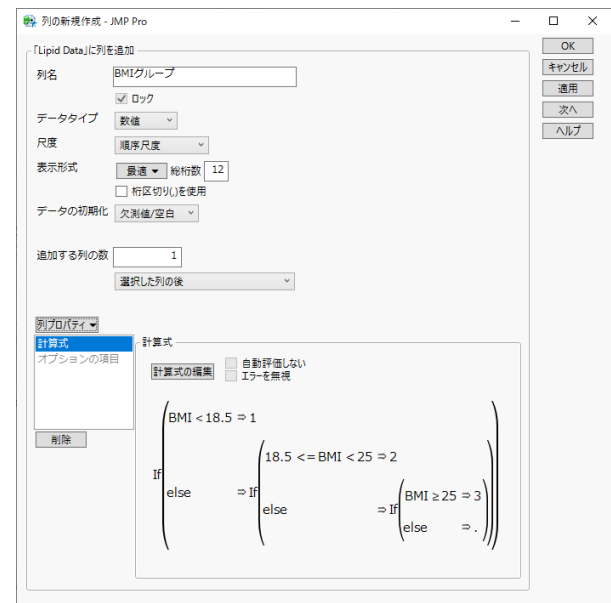 列の新規作成 - JMP Pro
「Lipid Data」に列を追加
列名 BMIグループ
ロック
データタイプ 数値
尺度 順序尺度
表示形式 最適 総桁数 12
桁区切り(,)を使用
データの初期化 欠測値/空白
追加する列の数 1
選択した列の後
列プロパティ
計算式
オプションの項目
削除
計算式
計算式の編集
自動評価しない
エラーを無視
BMI < 18.5 ⇒ 1
If
else ⇒ If
18.5 <= BMI < 25 ⇒ 2
else ⇒ If
BMI ≥ 25 ⇒ 3
else ⇒ .
OK
キャンセル
適用
次へ
ヘルプ